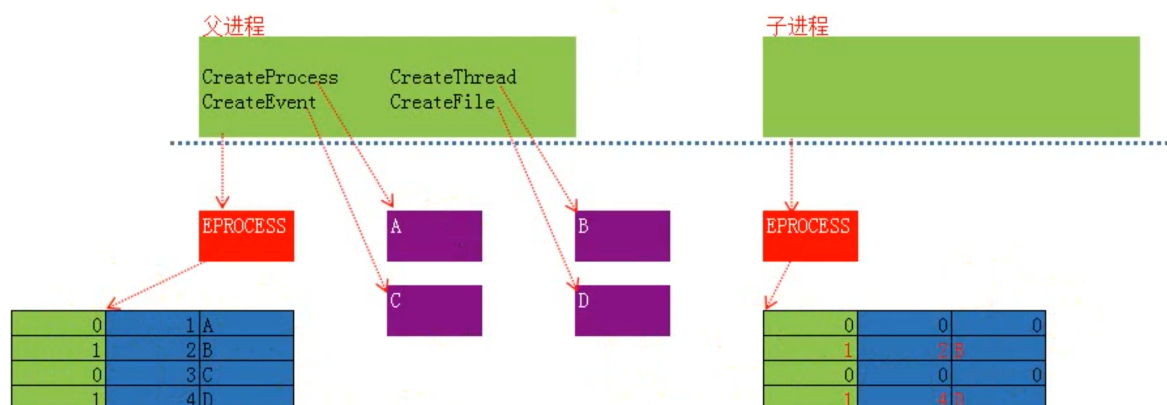 父进程
子进程
CreateProcess CreateThread
CreateEvent CreateFile
EPROCESS
A
B
EPROCESS
C
D
0 1 A
1 2 B
0 3 C
1 4 D
0 0 0
1 2 B
0 0 0
1 4 D